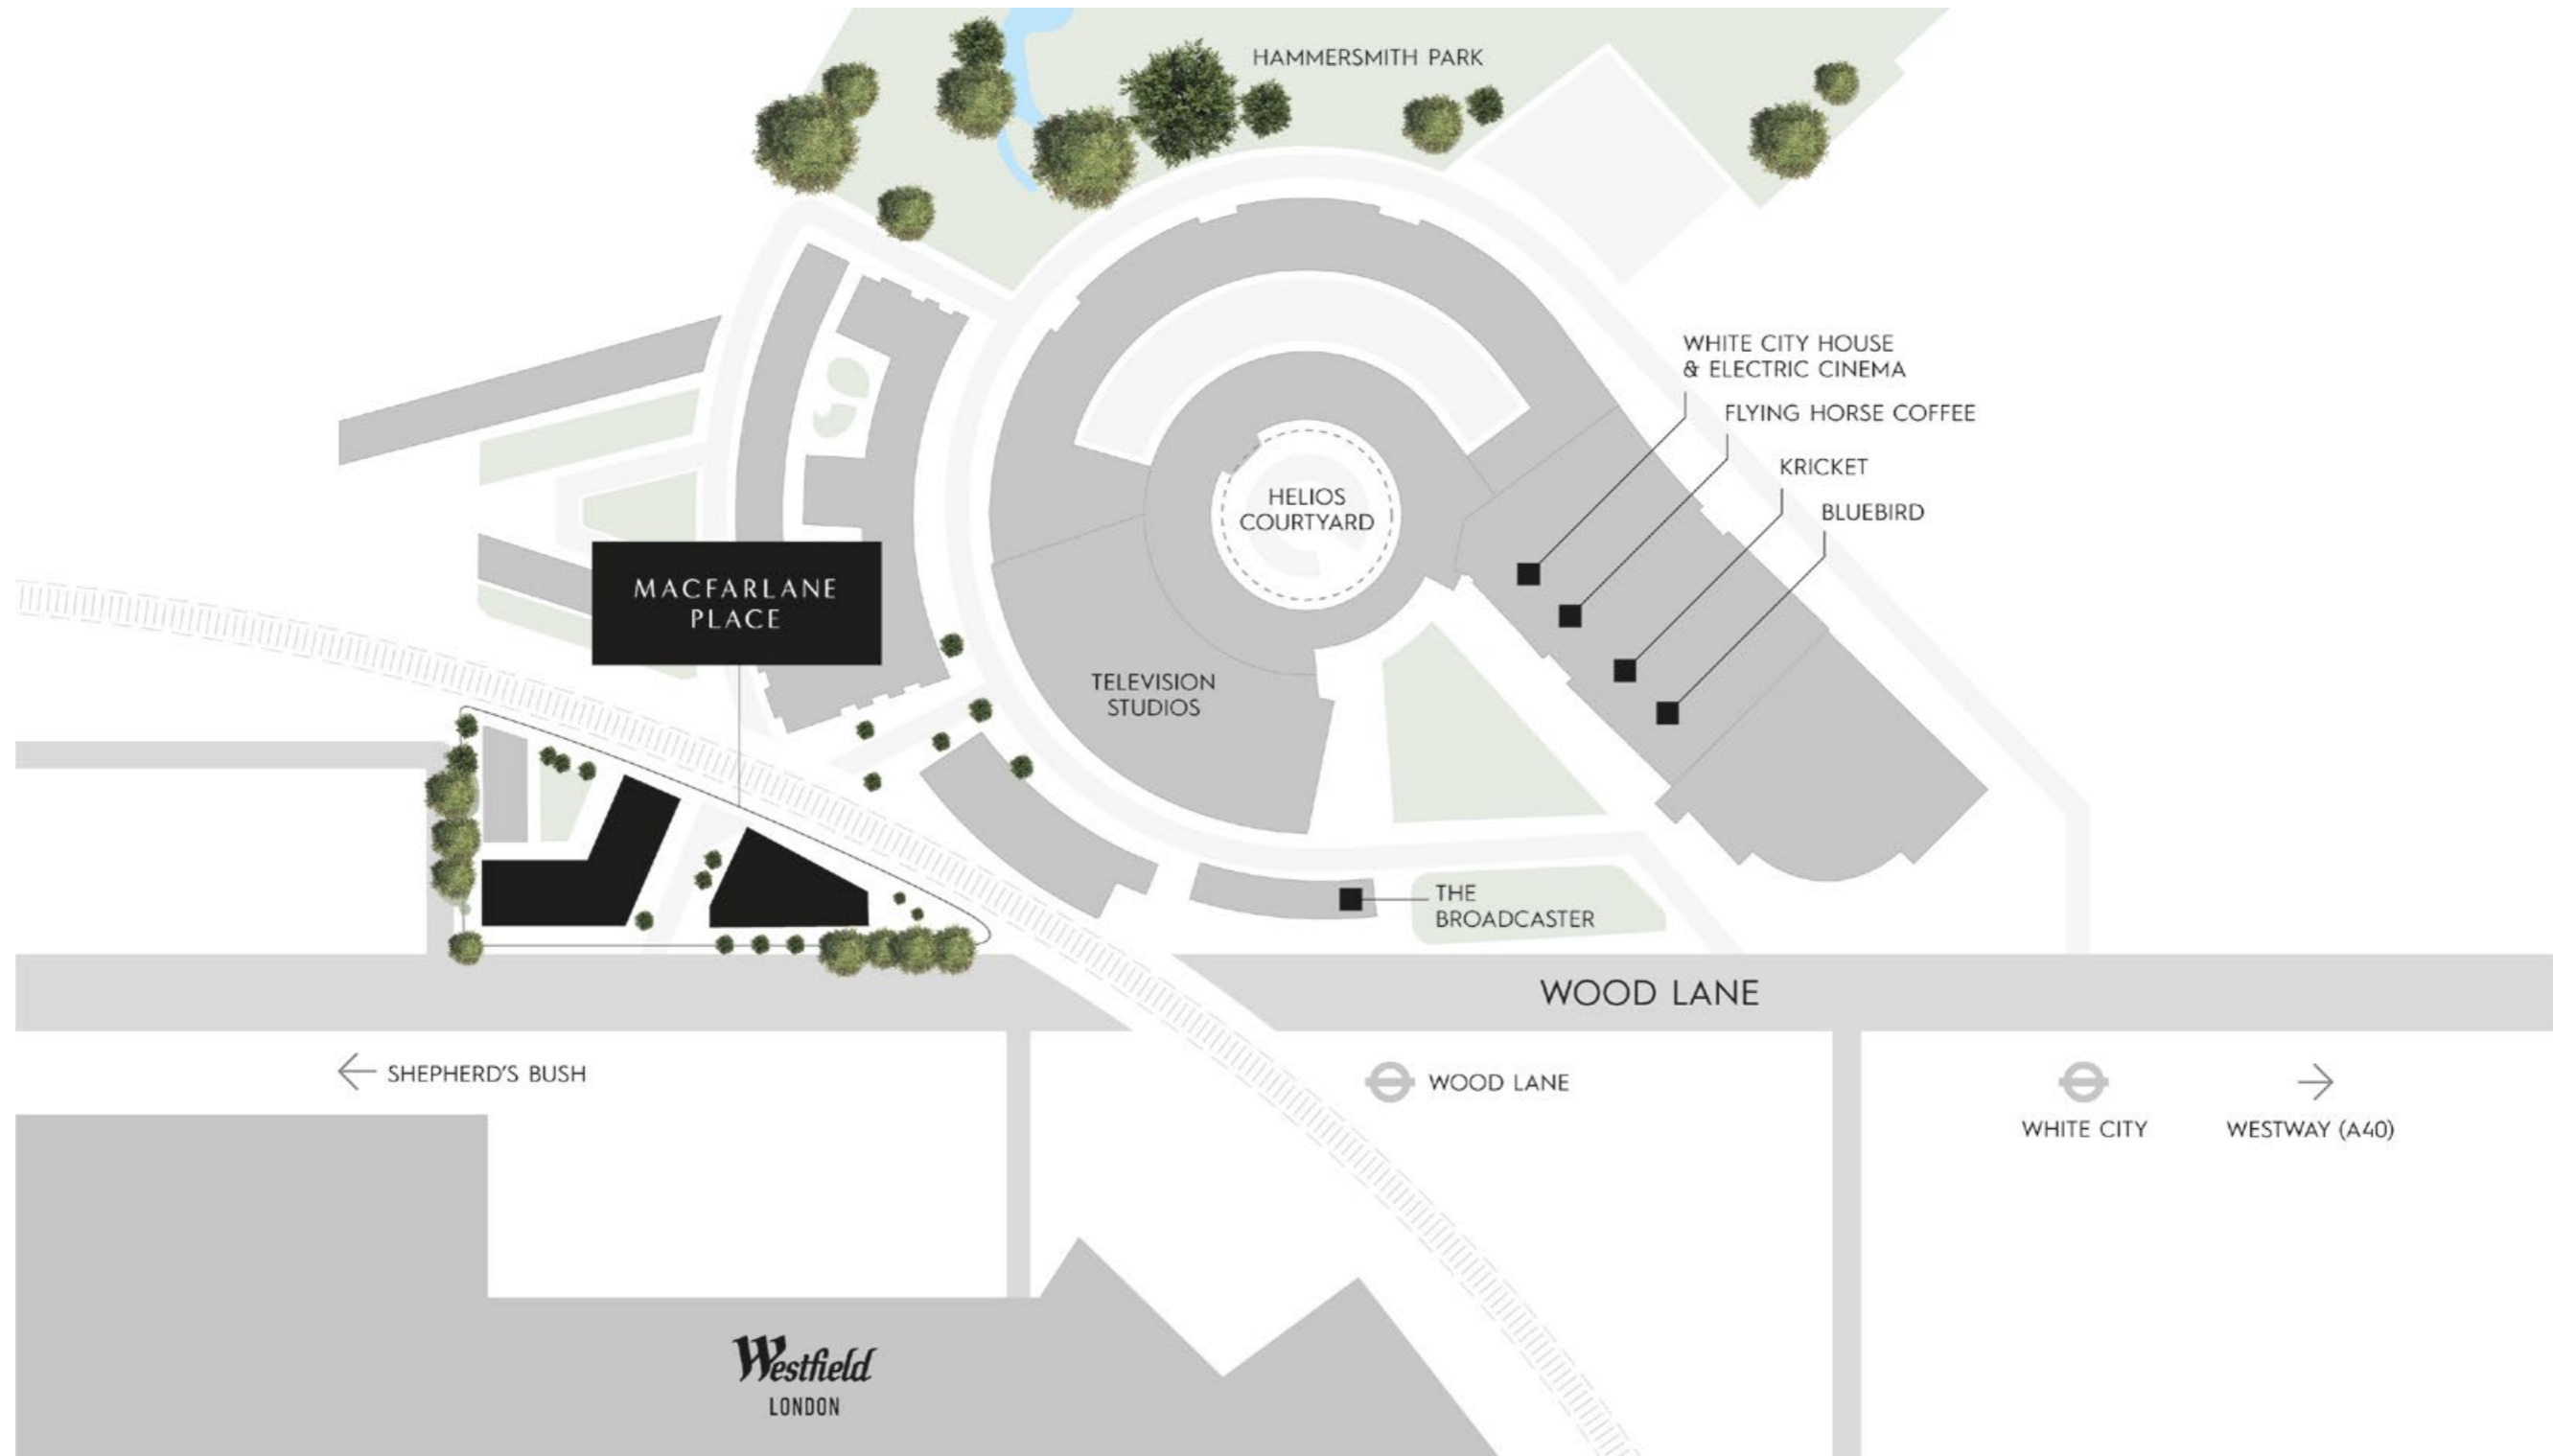 HAMMERSMITH PARK
WHITE CITY HOUSE
& ELECTRIC CINEMA
FLYING HORSE COFFEE
KRICKET
BLUEBIRD
HELIOS
COURTYARD
MACFARLANE
PLACE
TELEVISION
STUDIOS
THE
BROADCASTER
WOOD LANE
SHEPHERD'S BUSH
WOOD LANE
WHITE CITY
WESTWAY (A40)
Westfield
LONDON